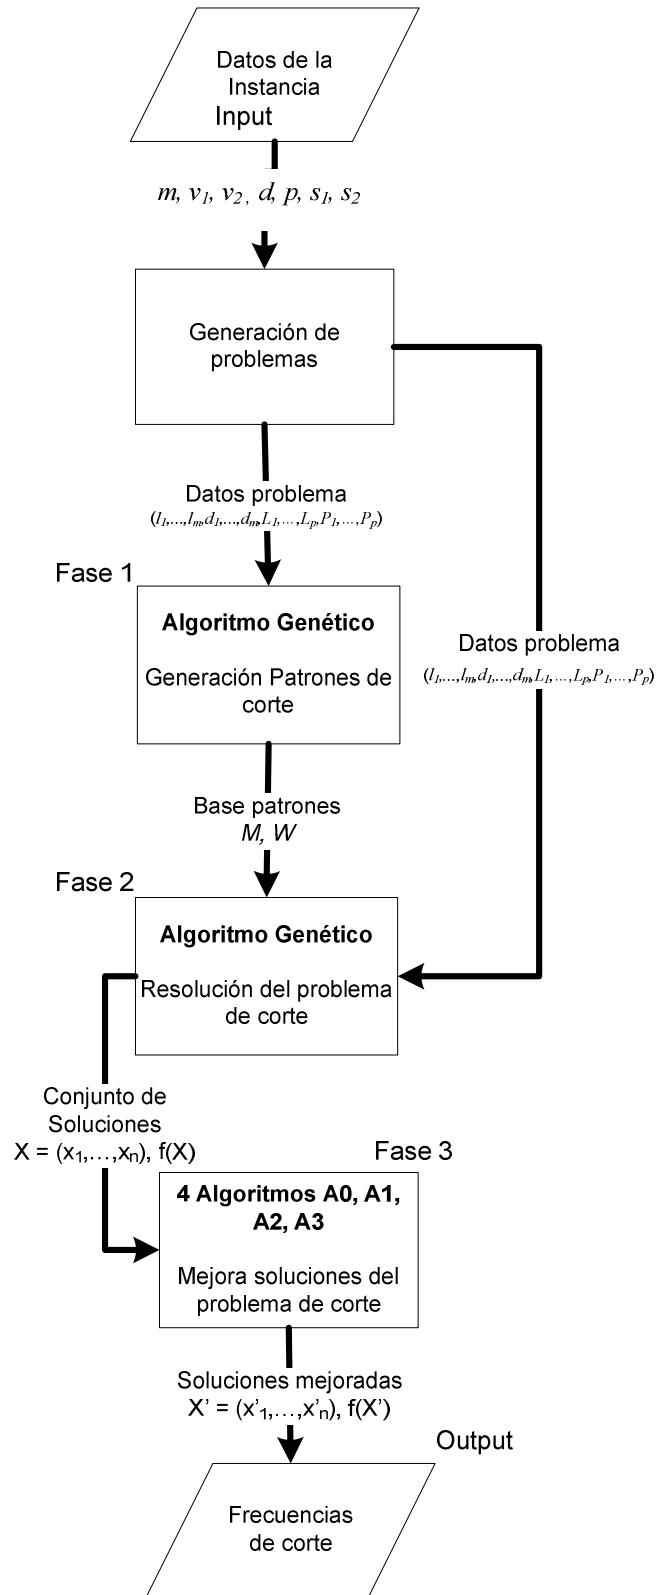 Datos de la
Instancia
Input
m, v1, v2 , d, p, s1, s2
Generación de
problemas
Datos problema
(l1,...,lm,d1,...,dm,L1,...,Lp,P1,...,Pp)
Fase 1
Algoritmo Genético
Generación Patrones de
corte
Datos problema
(l1,...,lm,d1,...,dm,L1,...,Lp,P1,...,Pp)
Base patrones
M, W
Fase 2
Algoritmo Genético
Resolución del problema
de corte
Conjunto de
Soluciones
X = (x1,...,xn), f(X)
Fase 3
4 Algoritmos A0, A1,
A2, A3
Mejora soluciones del
problema de corte
Soluciones mejoradas
X’ = (x’1,...,x’n), f(X’)
Output
Frecuencias
de corte